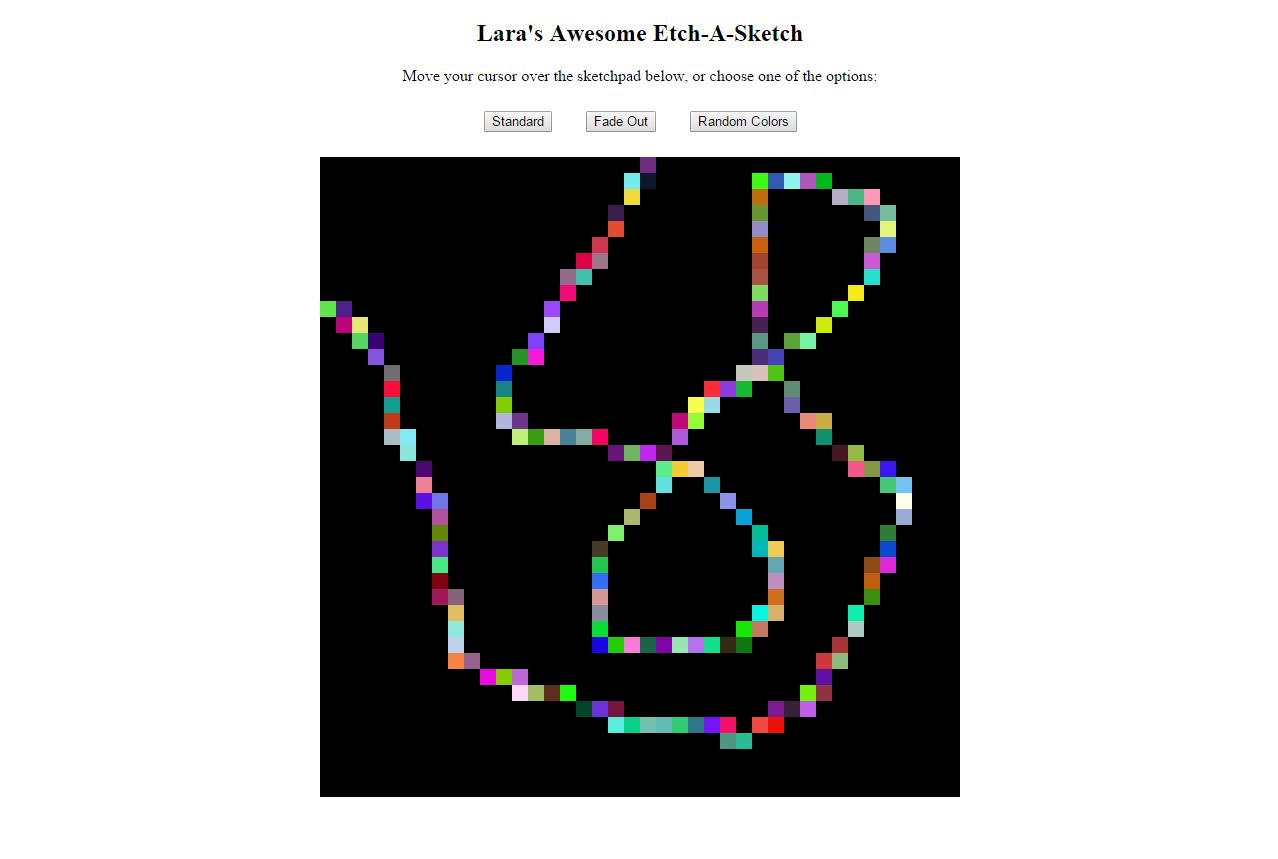 Lara's Awesome Etch-A-Sketch
Move your cursor over the sketchpad below, or choose one of the options:
Standard Fade Out Random Colors